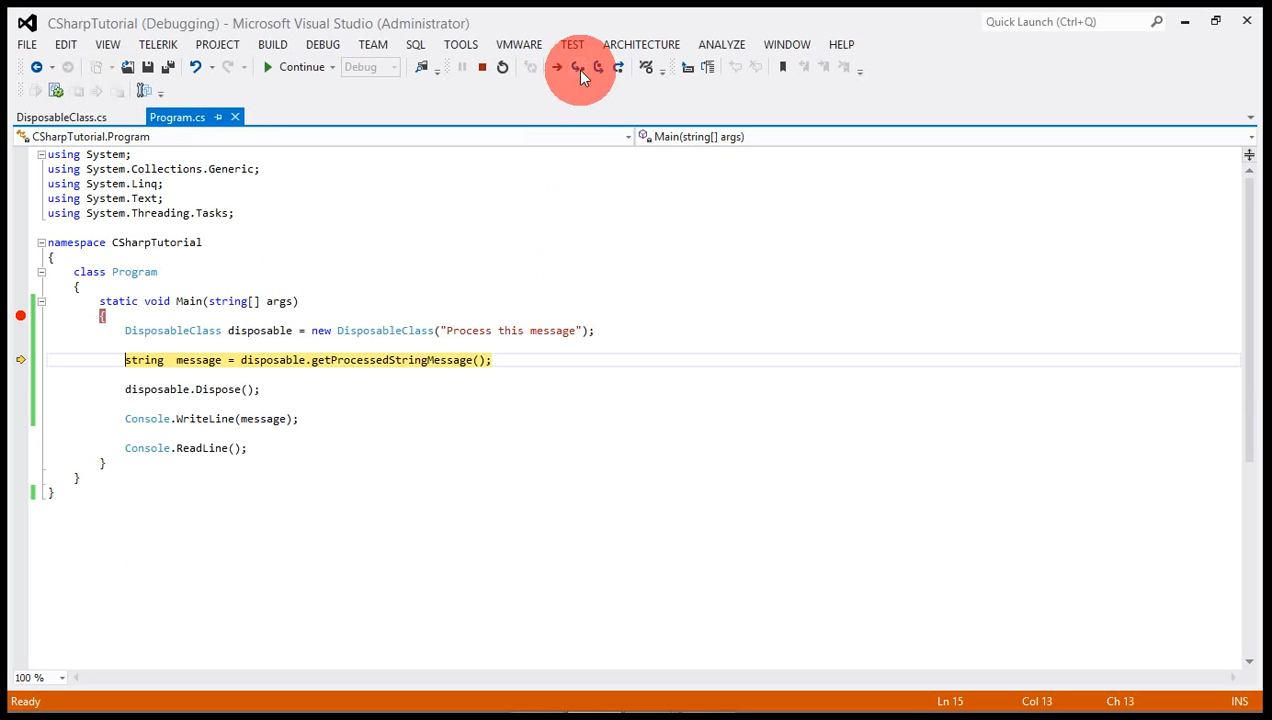 CSharpTutorial (Debugging) - Microsoft Visual Studio (Administrator)
Quick Launch (Ctrl+Q)
FILE EDIT VIEW TELERIK PROJECT BUILD DEBUG TEAM SQL TOOLS VMWARE TEST ARCHITECTURE ANALYZE WINDOW HELP
Continue Debug
DisposableClass.cs Program.cs
CSharpTutorial.Program Main(string[] args)
using System;
using System.Collections.Generic;
using System.Linq;
using System.Text;
using System.Threading.Tasks;
namespace CSharpTutorial
{
class Program
{
static void Main(string[] args)
{
DisposableClass disposable = new DisposableClass("Process this message");
string  message = disposable.getProcessedStringMessage();
disposable.Dispose();
Console.WriteLine(message);
Console.ReadLine();
}
}
}
100 %
Ready Ln 15 Col 13 Ch 13 INS